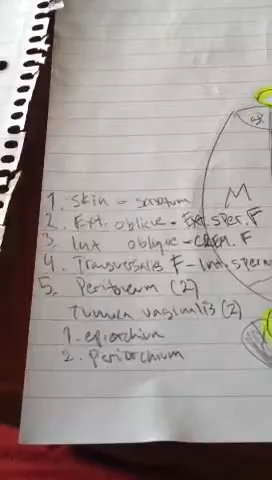 1. Skin - scrotum
M
2. Ext. oblique - Ext. Sper. F
3. Int oblique - Crem. F
4. Transversalis F - Int. sperm
5. Peritoneum (2)
Tunica vaginalis (2)
1. epiorchium
2. periorchium